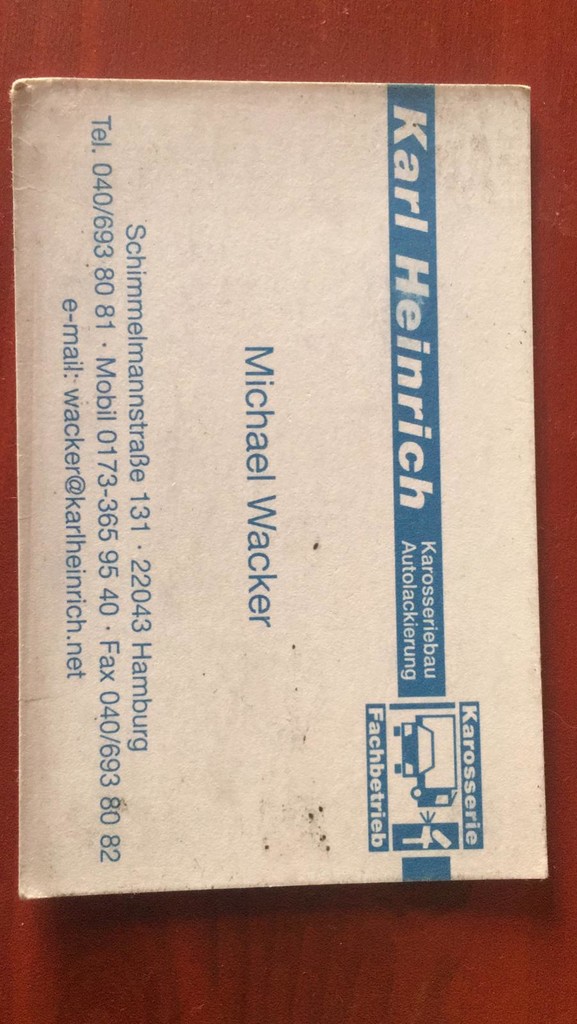 Karl Heinrich
Karosseriebau
Autolackierung
Karosserie
Fachbetrieb
Michael Wacker
Schimmelmannstraße 131 · 22043 Hamburg
Tel. 040/693 80 81 · Mobil 0173-365 95 40 · Fax 040/693 80 82
e-mail: wacker@karlheinrich.net